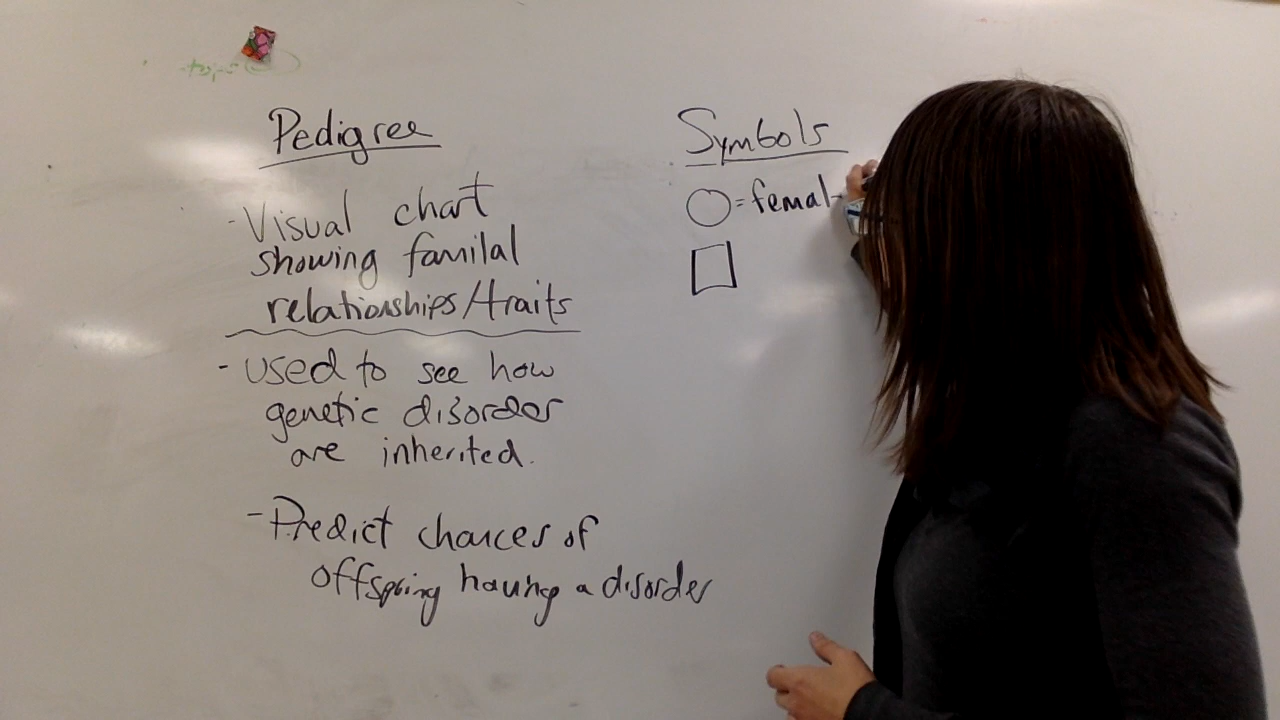 Pedigree
- Visual chart
showing familal
relationships/traits
- used to see how
genetic disorder
are inherited.
- Predict chances of
offspring having a disorder
Symbols
= femal